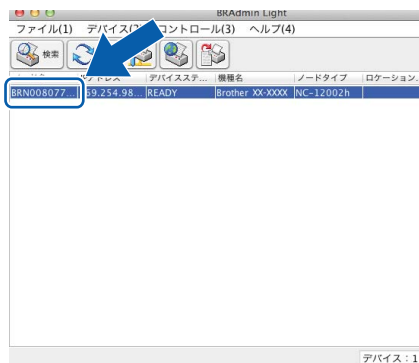 BRAdmin Light
ファイル(1) デバイス(2 コントロール(3) ヘルプ(4)
検索
デバイスステ... 機種名 ノードタイプ ロケーション.
BRN008077... 69.254.98... READY Brother XX-XXXX NC-12002h
デバイス：1